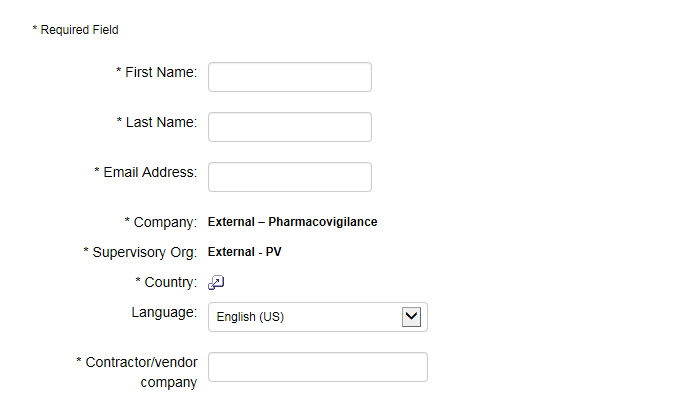 * Required Field
* First Name:
* Last Name:
* Email Address:
* Company: External – Pharmacovigilance
* Supervisory Org: External - PV
* Country:
Language: English (US)
* Contractor/vendor
company